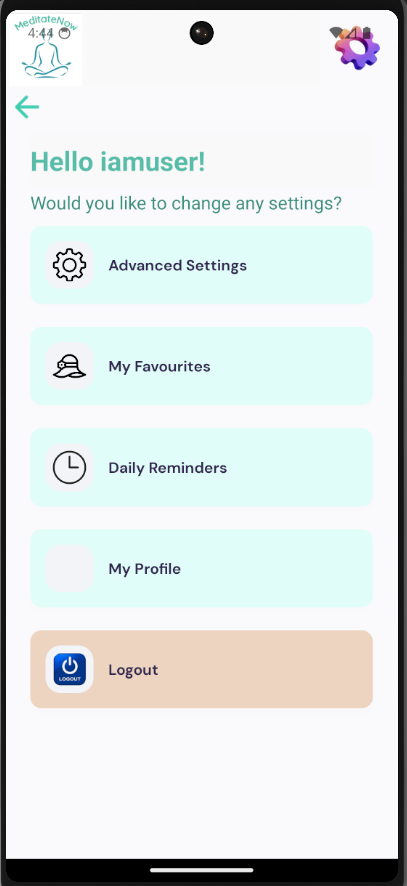 MeditateNow
4:44
Hello iamuser!
Would you like to change any settings?
Advanced Settings
My Favourites
Daily Reminders
My Profile
LOGOUT
Logout